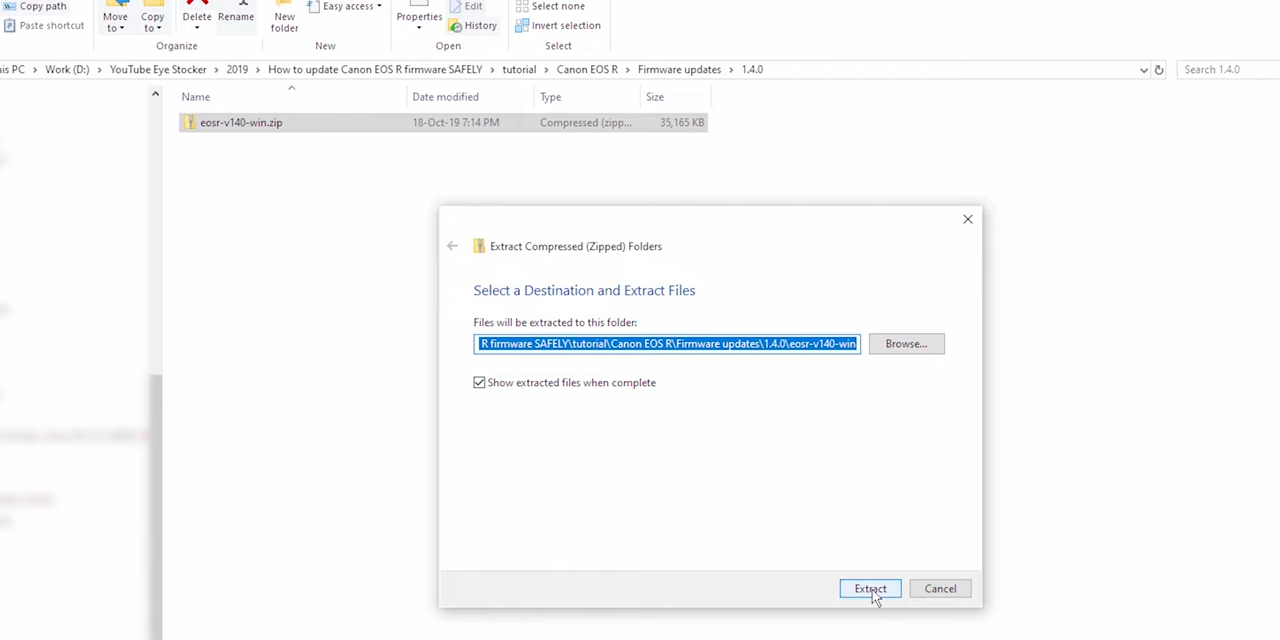 Copy path
Paste shortcut
Move to
Copy to
Delete
Rename
New folder
Easy access
Properties
Edit
History
Select none
Invert selection
Organize
New
Open
Select
is PC > Work (D:) > YouTube Eye Stocker > 2019 > How to update Canon EOS R firmware SAFELY > tutorial > Canon EOS R > Firmware updates > 1.4.0
Search 1.4.0
Name Date modified Type Size
eosr-v140-win.zip 18-Oct-19 7:14 PM Compressed (zipp... 35,165 KB
Extract Compressed (Zipped) Folders
Select a Destination and Extract Files
Files will be extracted to this folder:
R firmware SAFELY\tutorial\Canon EOS R\Firmware updates\1.4.0\eosr-v140-win
Browse...
Show extracted files when complete
Extract
Cancel